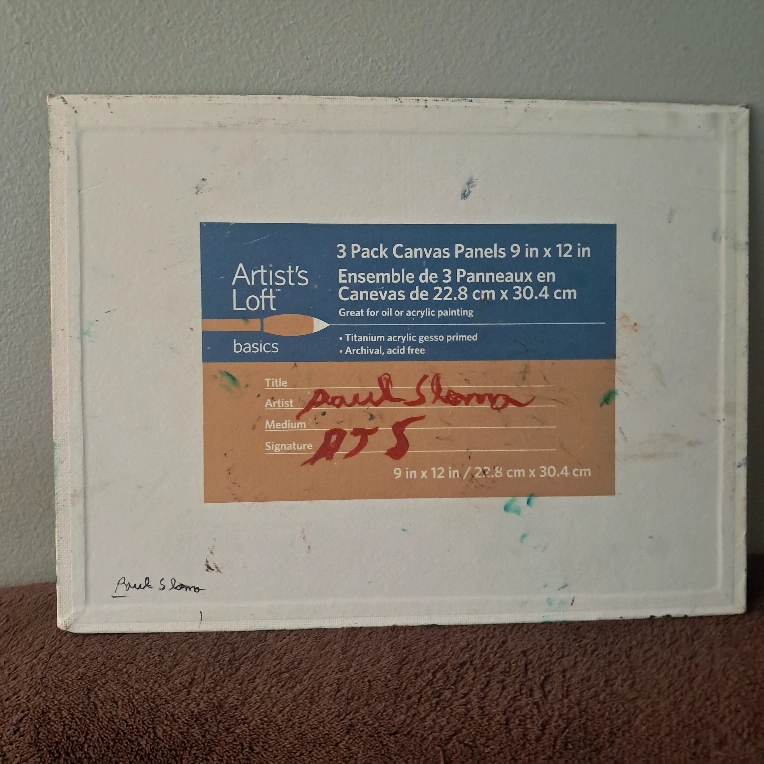 3 Pack Canvas Panels 9 in x 12 in
Ensemble de 3 Panneaux en
Canevas de 22.8 cm x 30.4 cm
Great for oil or acrylic painting
Artist's
Loft™
basics
• Titanium acrylic gesso primed
• Archival, acid free
Title
Artist Paul Sloma
Medium
Signature
9 in x 12 in / 22.8 cm x 30.4 cm
Paul Sloma